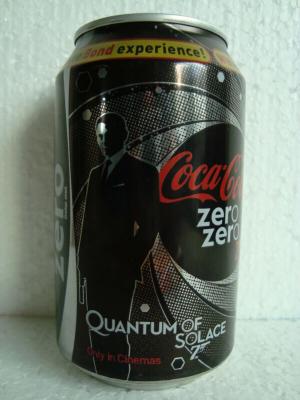 Bond experience!
zero
Coca-Co
zero
zero
QUANTUM OF
SOLACE
Only in Cinemas